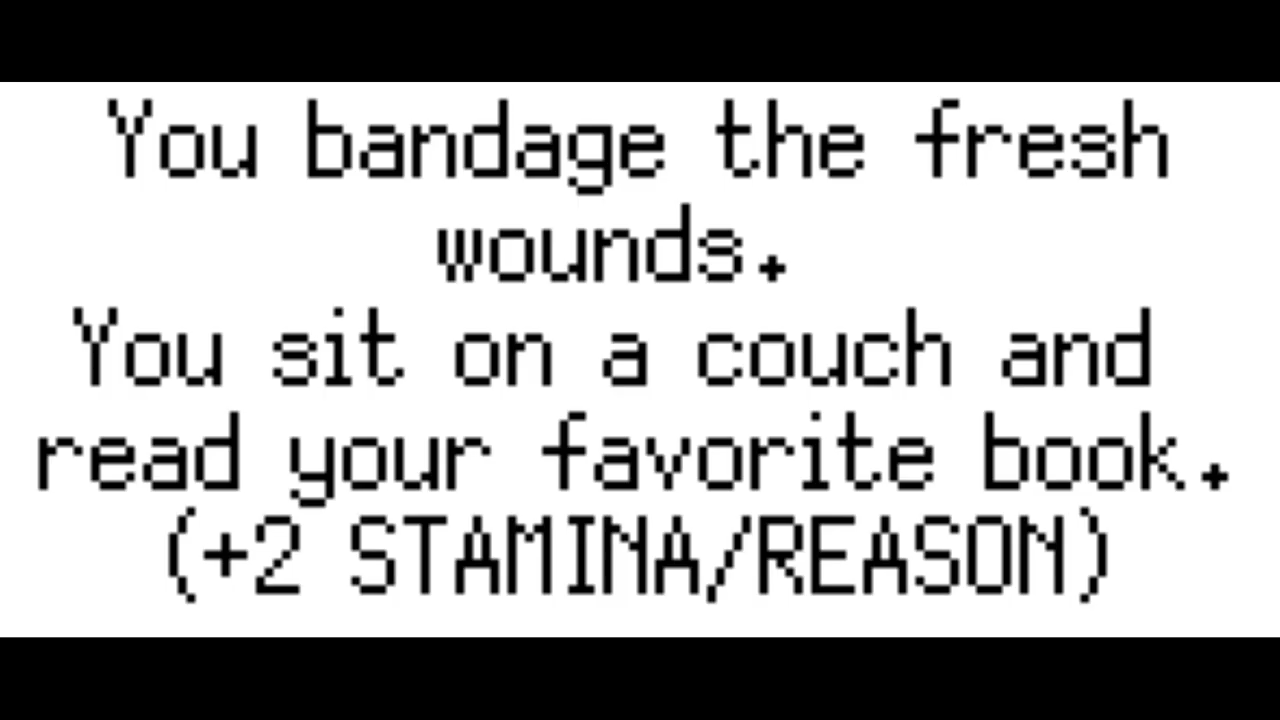 You bandage the fresh
wounds.
You sit on a couch and
read your favorite book.
(+2 STAMINA/REASON)